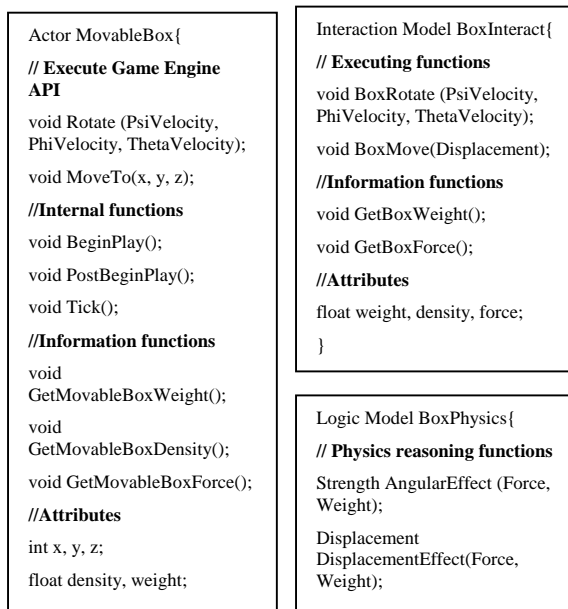 Actor MovableBox{
// Execute Game Engine
API
void Rotate (PsiVelocity,
PhiVelocity, ThetaVelocity);
void MoveTo(x, y, z);
//Internal functions
void BeginPlay();
void PostBeginPlay();
void Tick();
//Information functions
void
GetMovableBoxWeight();
void
GetMovableBoxDensity();
void GetMovableBoxForce();
//Attributes
int x, y, z;
float density, weight;
Interaction Model BoxInteract{
// Executing functions
void BoxRotate (PsiVelocity,
PhiVelocity, ThetaVelocity);
void BoxMove(Displacement);
//Information functions
void GetBoxWeight();
void GetBoxForce();
//Attributes
float weight, density, force;
}
Logic Model BoxPhysics{
// Physics reasoning functions
Strength AngularEffect (Force,
Weight);
Displacement
DisplacementEffect(Force,
Weight);